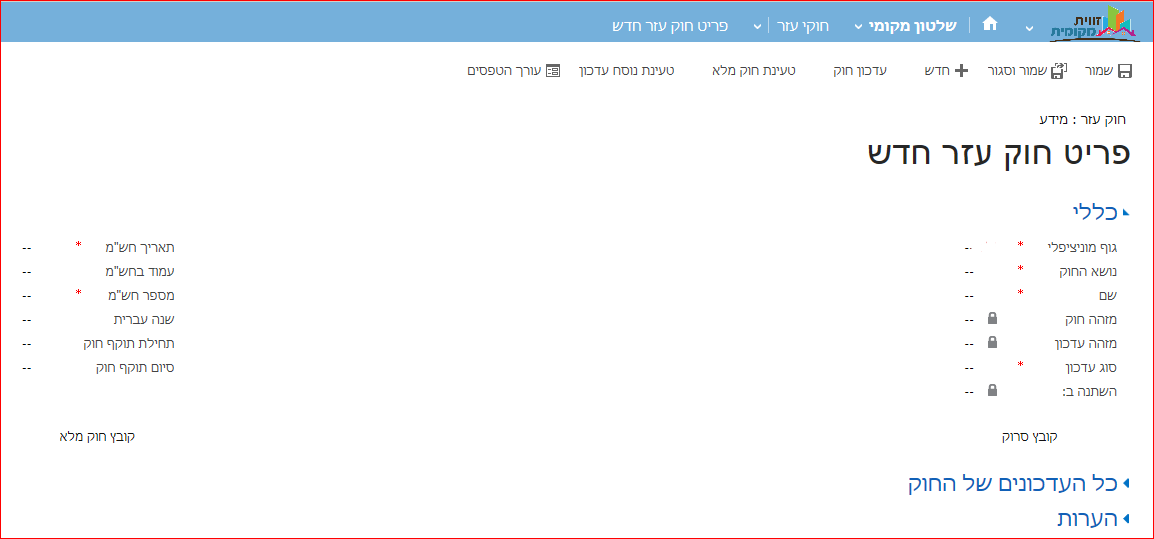 זווית מקומית שלטון מקומי חוקי עזר פריט חוק עזר חדש
שמור שמור וסגור חדש עדכון חוק טעינת חוק מלא טעינת נוסח עדכון עורך הטפסים
חוק עזר : מידע
פריט חוק עזר חדש
כללי
גוף מוניציפלי * -- תאריך חש"מ * --
נושא החוק * -- עמוד בחש"מ --
שם * -- מספר חש"מ * --
מזהה חוק -- שנה עברית --
מזהה עדכון -- תחילת תוקף חוק --
סוג עדכון * -- סיום תוקף חוק --
השתנה ב: --
קובץ סרוק קובץ חוק מלא
כל העדכונים של החוק
הערות